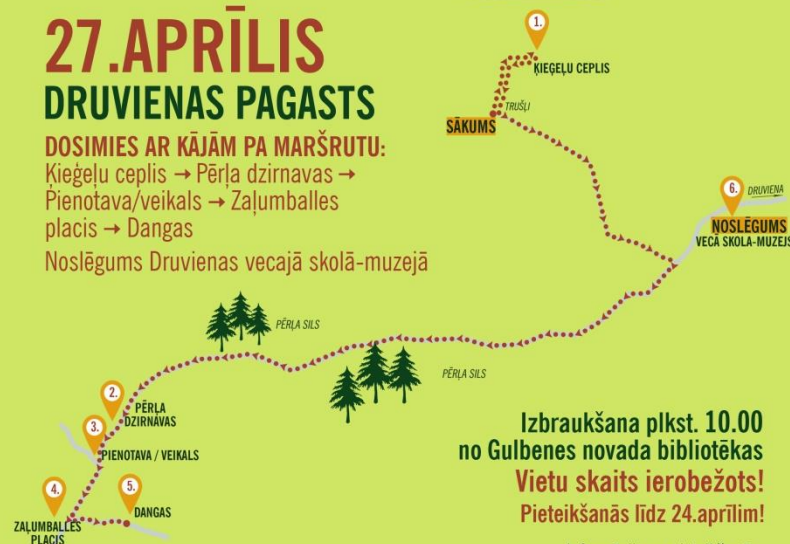 27.APRĪLIS
DRUVIENAS PAGASTS
DOSIMIES AR KĀJĀM PA MARŠRUTU:
Ķieģeļu ceplis → Pērļa dzirnavas →
Pienotava/veikals → Zaļumballes
placis → Dangas
Noslēgums Druvienas vecajā skolā-muzejā
1.
ĶIEĢEĻU CEPLIS
TRUŠĻI
SĀKUMS
6.
DRUVIENA
NOSLĒGUMS
VECĀ SKOLA-MUZEJS
PĒRĻA SILS
PĒRĻA SILS
2.
PĒRĻA
DZIRNAVAS
3.
PIENOTAVA / VEIKALS
4.
ZAĻUMBALLES
PLACIS
5.
DANGAS
Izbraukšana plkst. 10.00
no Gulbenes novada bibliotēkas
Vietu skaits ierobežots!
Pieteikšanās līdz 24.aprīlim!